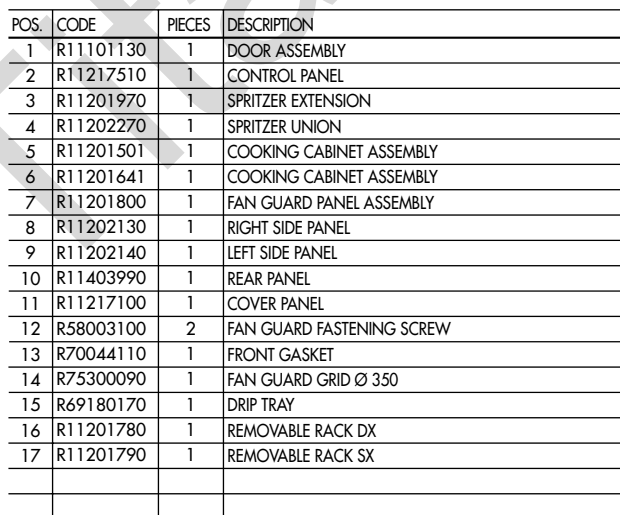 POS. CODE PIECES DESCRIPTION
1 R11101130 1 DOOR ASSEMBLY
2 R11217510 1 CONTROL PANEL
3 R11201970 1 SPRITZER EXTENSION
4 R11202270 1 SPRITZER UNION
5 R11201501 1 COOKING CABINET ASSEMBLY
6 R11201641 1 COOKING CABINET ASSEMBLY
7 R11201800 1 FAN GUARD PANEL ASSEMBLY
8 R11202130 1 RIGHT SIDE PANEL
9 R11202140 1 LEFT SIDE PANEL
10 R11403990 1 REAR PANEL
11 R11217100 1 COVER PANEL
12 R58003100 2 FAN GUARD FASTENING SCREW
13 R70044110 1 FRONT GASKET
14 R75300090 1 FAN GUARD GRID Ø 350
15 R69180170 1 DRIP TRAY
16 R11201780 1 REMOVABLE RACK DX
17 R11201790 1 REMOVABLE RACK SX